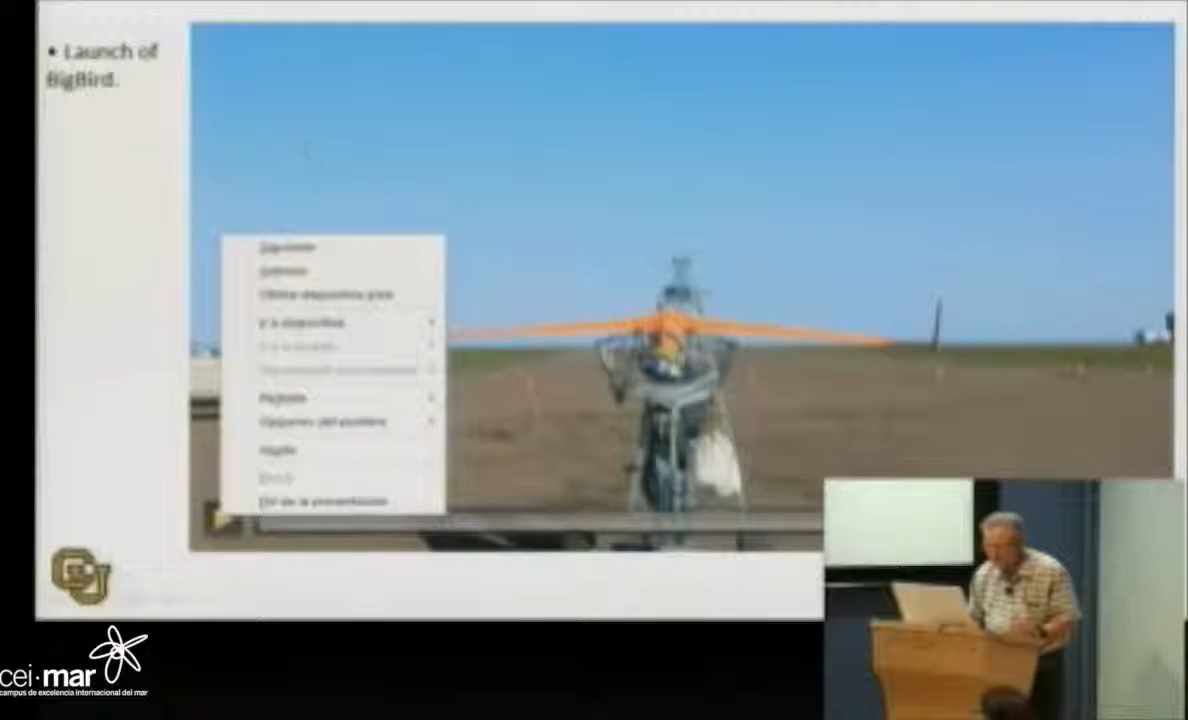 • Launch of
BigBird.
Siguiente
Anterior
Última diapositiva vista
Ir a diapositiva
Pantalla
Opciones del puntero
Ayuda
Fin de la presentación
CU
cei·mar
campus de excelencia internacional del mar